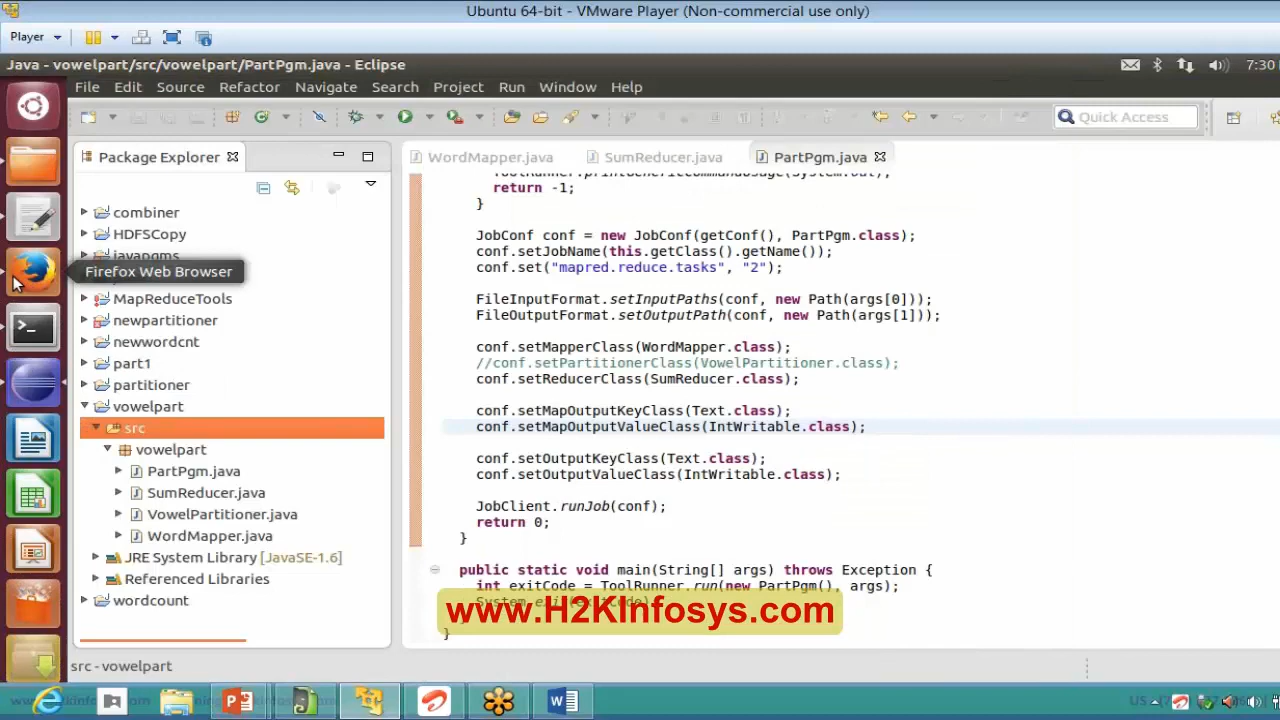 Ubuntu 64-bit - VMware Player (Non-commercial use only)
Player
Java - vowelpart/src/vowelpart/PartPgm.java - Eclipse
7:30
File Edit Source Refactor Navigate Search Run Window Help
Quick Access
Package Explorer
WordMapper.java SumReducer.java PartPgm.java
combiner
HDFSCopy
javapgms
Firefox Web Browser
MapReduceTools
newpartitioner
newwordcnt
part1
partitioner
vowelpart
src
vowelpart
PartPgm.java
SumReducer.java
VowelPartitioner.java
WordMapper.java
JRE System Library [JavaSE-1.6]
Referenced Libraries
wordcount
ToolRunner.printGenericCommandUsage(System.out);
return -1;
}
JobConf conf = new JobConf(getConf(), PartPgm.class);
conf.setJobName(this.getClass().getName());
conf.set("mapred.reduce.tasks", "2");
FileInputFormat.setInputPaths(conf, new Path(args[0]));
FileOutputFormat.setOutputPath(conf, new Path(args[1]));
conf.setMapperClass(WordMapper.class);
//conf.setPartitionerClass(VowelPartitioner.class);
conf.setReducerClass(SumReducer.class);
conf.setMapOutputKeyClass(Text.class);
conf.setMapOutputValueClass(IntWritable.class);
conf.setOutputKeyClass(Text.class);
conf.setOutputValueClass(IntWritable.class);
JobClient.runJob(conf);
return 0;
}
public static void main(String[] args) throws Exception {
int exitCode = ToolRunner.run(new PartPgm(), args);
System.exit(exitCode);
www.H2KInfosys.com
}
src - vowelpart
US